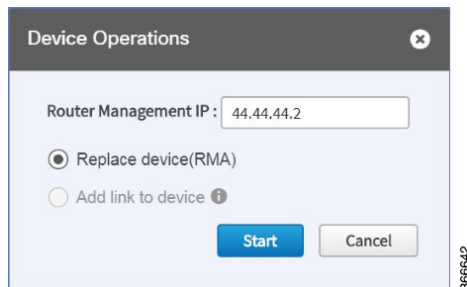 Device Operations
Router Management IP : 44.44.44.2
Replace device(RMA)
Add link to device
Start Cancel
366642